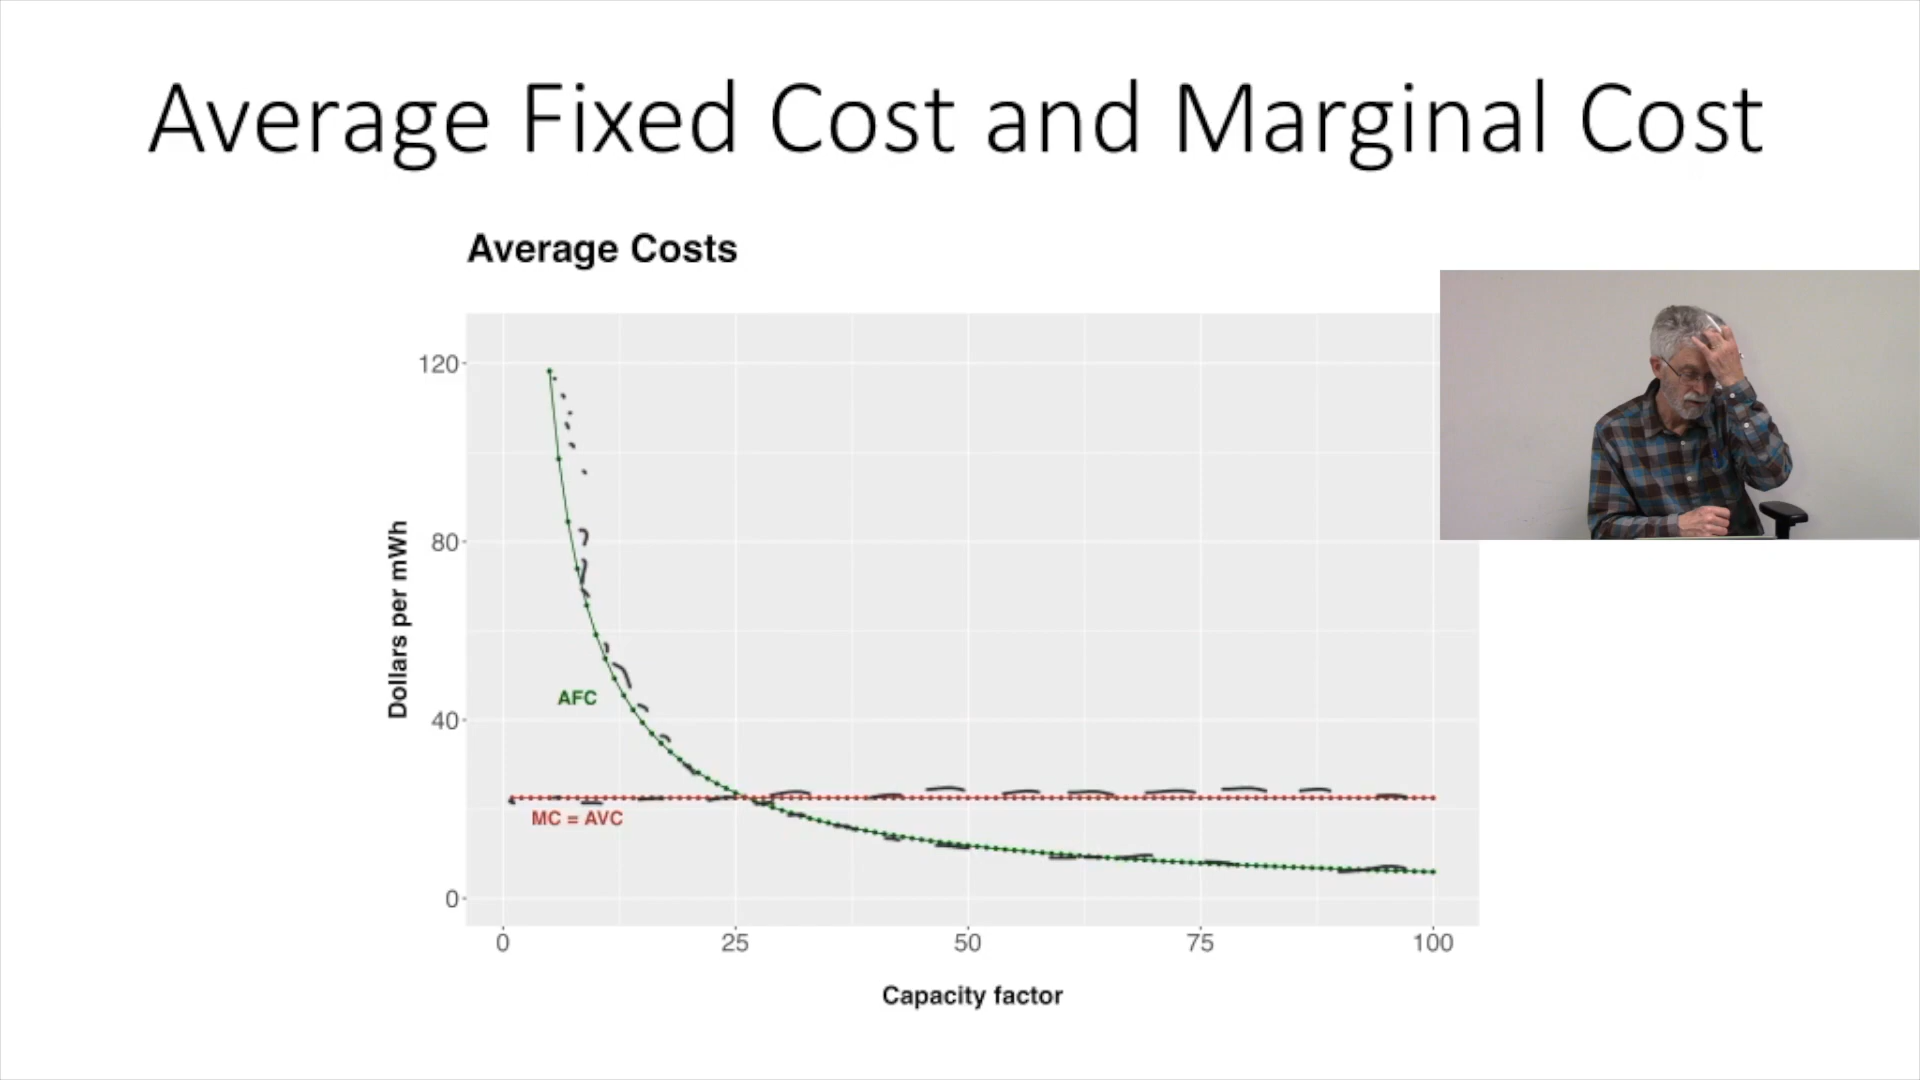 Average Fixed Cost and Marginal Cost
Average Costs
120
80
40
0
Dollars per mWh
AFC
MC = AVC
0 25 50 75 100
Capacity factor